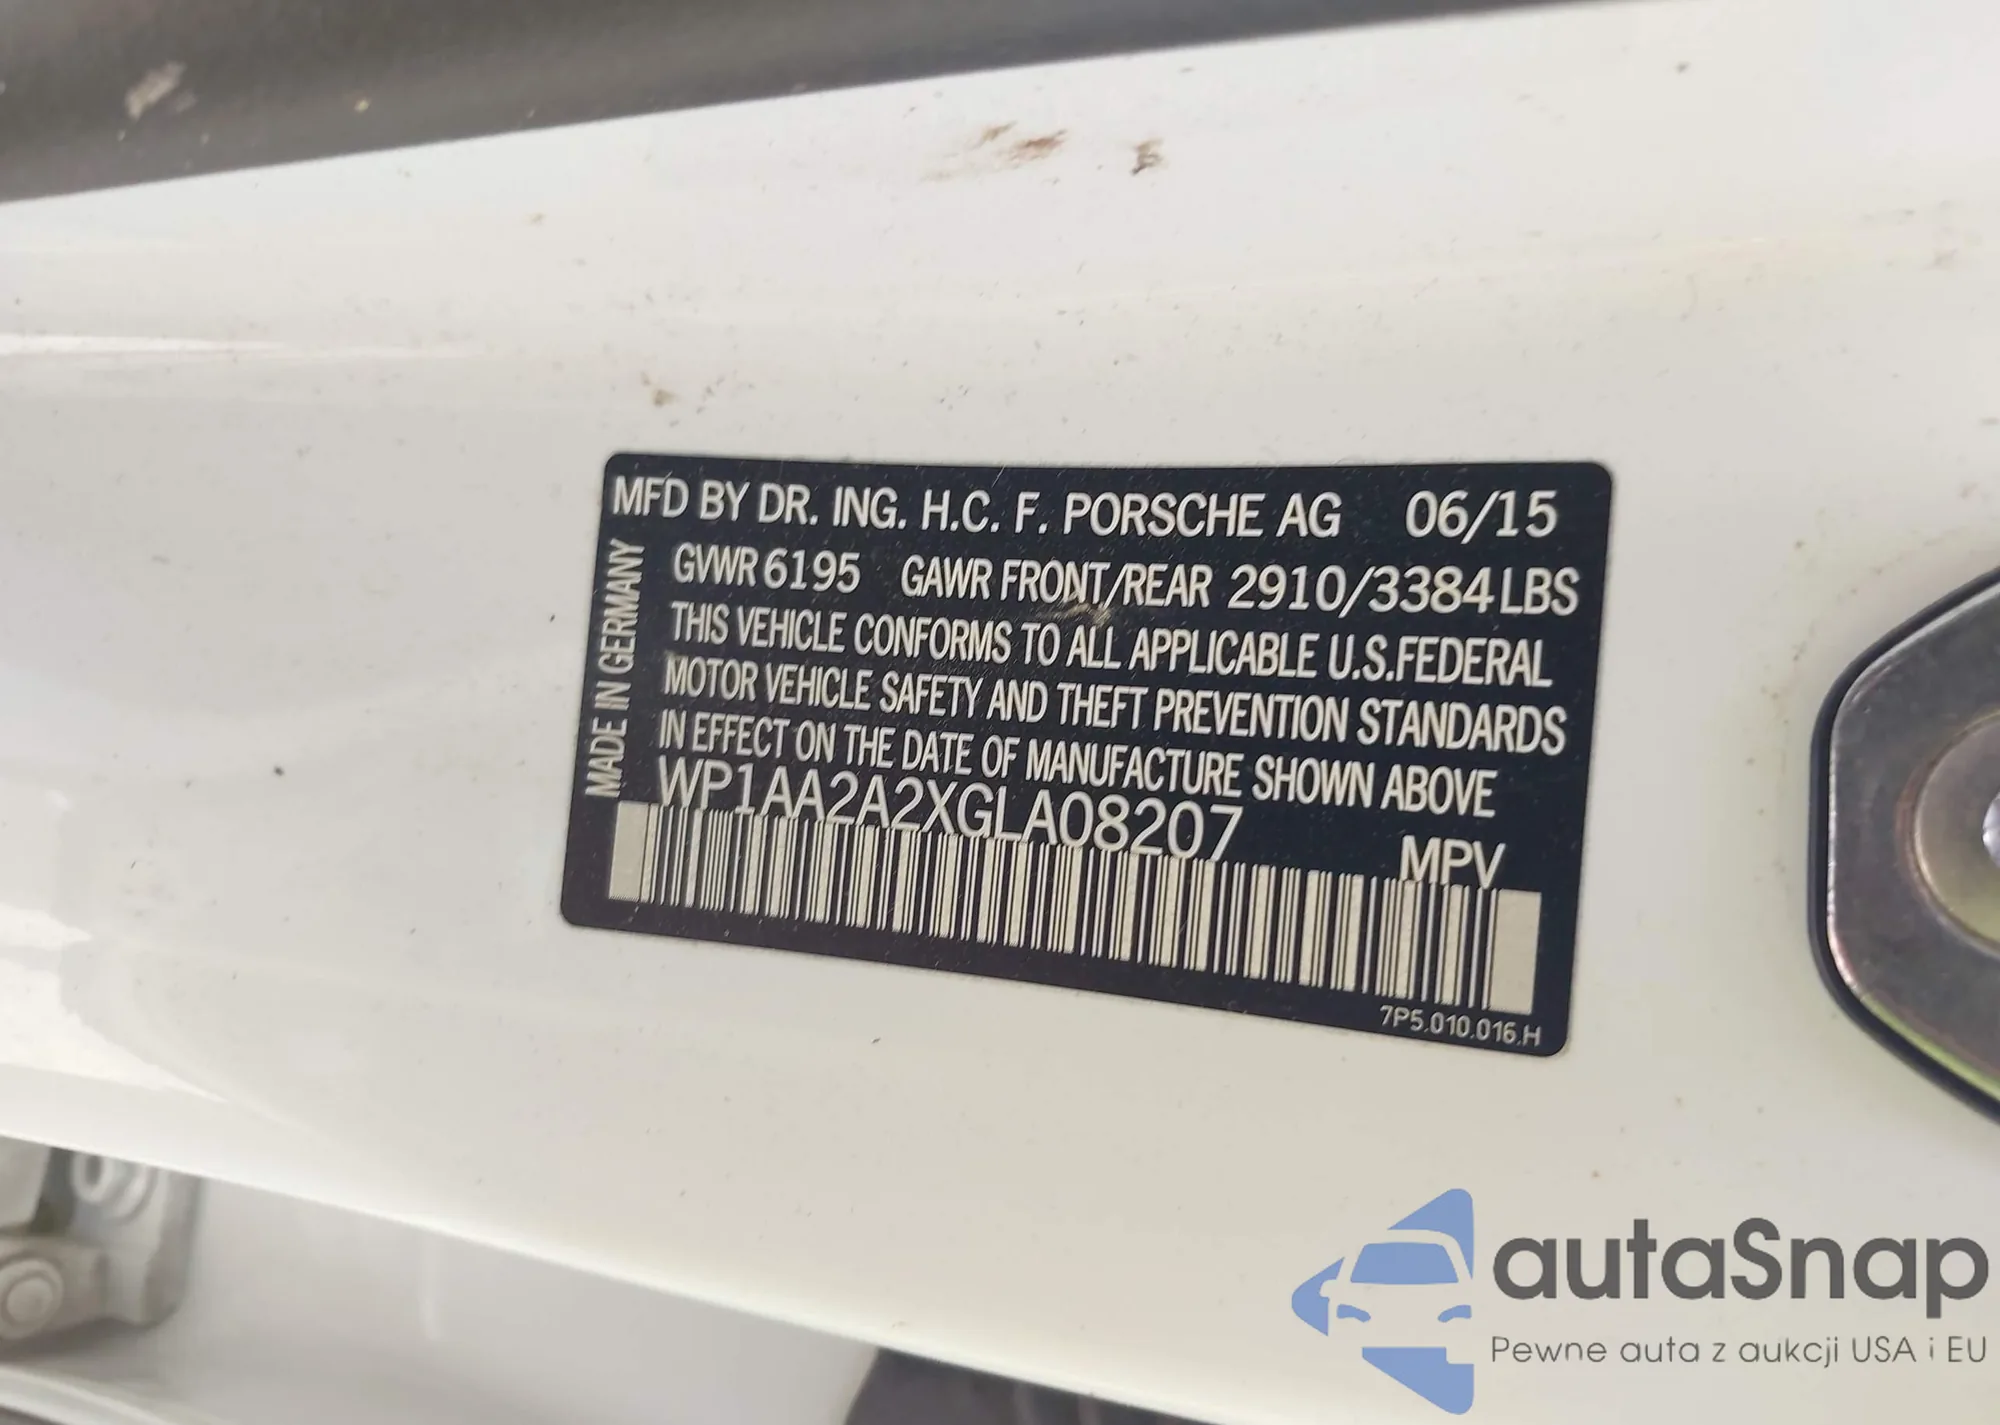 MFD BY DR. ING. H.C. F. PORSCHE AG 06/15
GVWR 6195 GAWR FRONT/REAR 2910/3384 LBS
THIS VEHICLE CONFORMS TO ALL APPLICABLE U.S.FEDERAL
MOTOR VEHICLE SAFETY AND THEFT PREVENTION STANDARDS
IN EFFECT ON THE DATE OF MANUFACTURE SHOWN ABOVE
WP1AA2A2XGLA08207
MPV
7P5.010.016.H
MADE IN GERMANY
autaSnap
Pewne auta z aukcji USA i EU